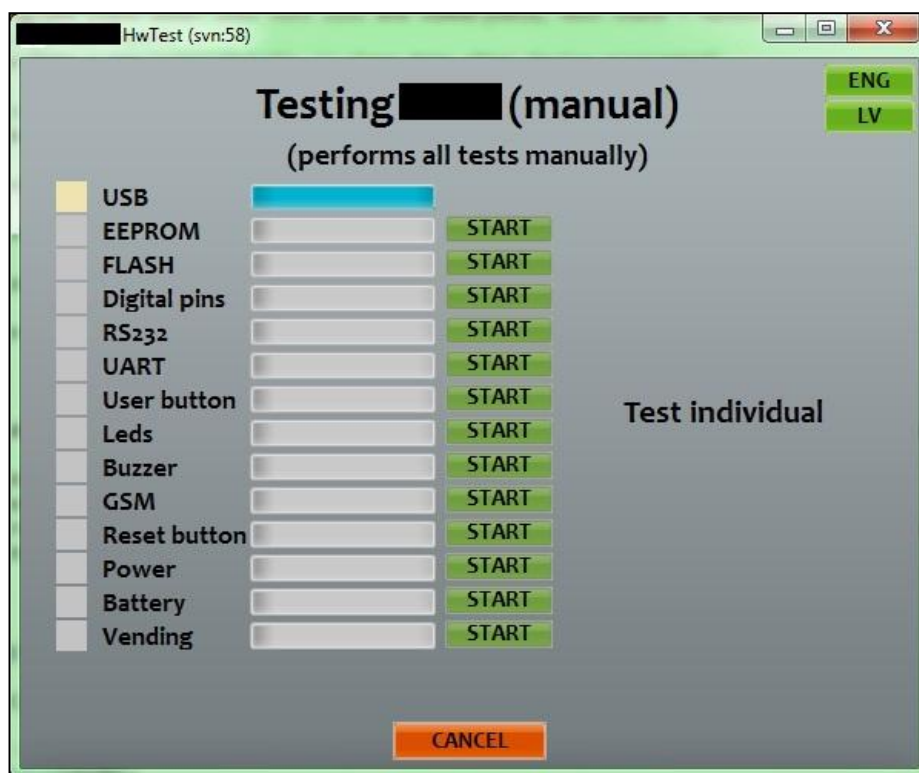 HwTest (svn:58)
ENG
LV
Testing (manual)
(performs all tests manually)
USB
EEPROM START
FLASH START
Digital pins START
RS232 START
UART START
User button START
Leds START
Buzzer START
GSM START
Reset button START
Power START
Battery START
Vending START
Test individual
CANCEL